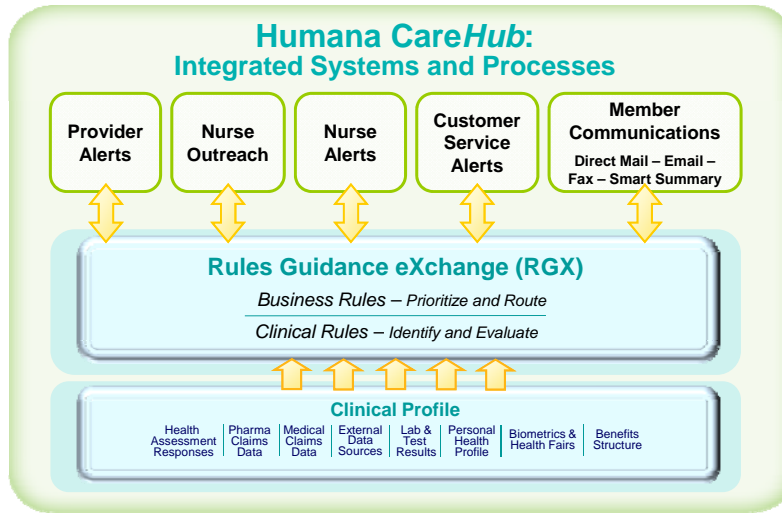 Humana CareHub:
Integrated Systems and Processes
Provider
Alerts
Nurse
Outreach
Nurse
Alerts
Customer
Service
Alerts
Member
Communications
Direct Mail – Email –
Fax – Smart Summary
Rules Guidance eXchange (RGX)
Business Rules – Prioritize and Route
Clinical Rules – Identify and Evaluate
Clinical Profile
Health
Assessment
Responses
Pharma
Claims
Data
Medical
Claims
Data
External
Data
Sources
Lab &
Test
Results
Personal
Health
Profile
Biometrics &
Health Fairs
Benefits
Structure